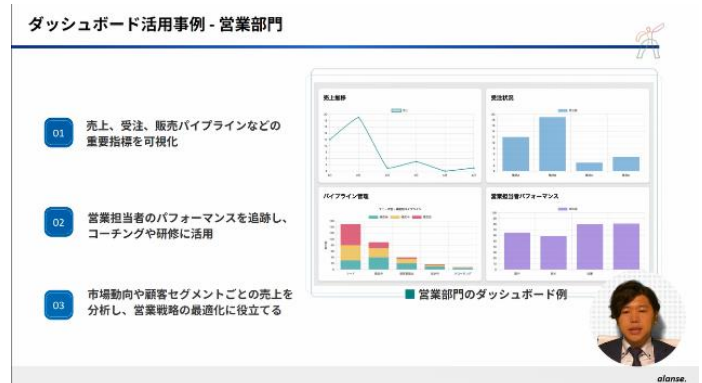 ダッシュボード活用事例 - 営業部門
01
売上、受注、販売パイプラインなどの
重要指標を可視化
02
営業担当者のパフォーマンスを追跡し、
コーチングや研修に活用
03
市場動向や顧客セグメントごとの売上を
分析し、営業戦略の最適化に役立てる
売上推移
受注状況
パイプライン管理
営業担当者パフォーマンス
■ 営業部門のダッシュボード例
alanse.